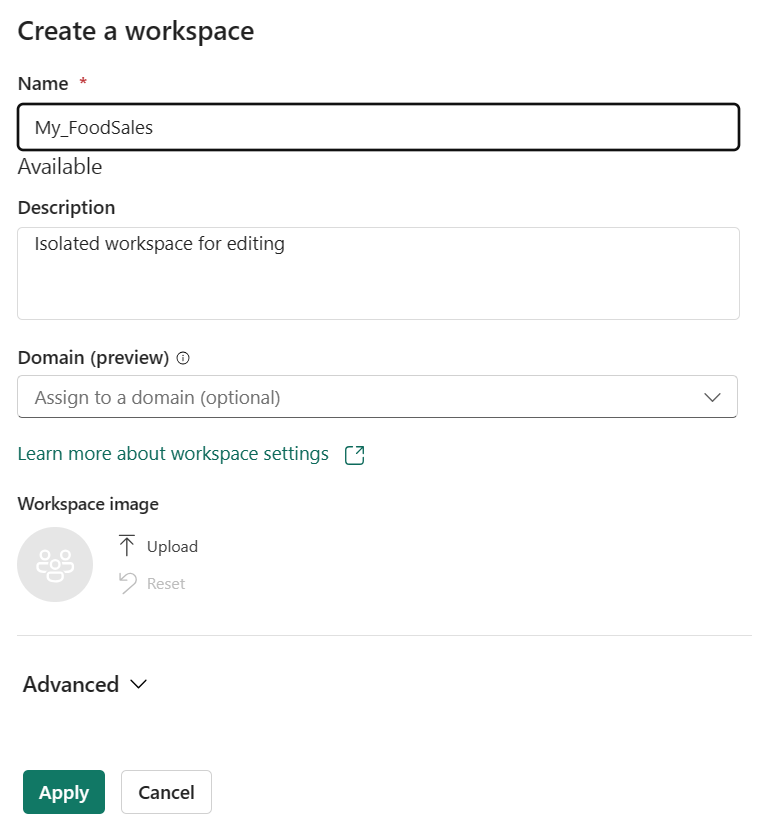 Create a workspace
Name *
My_FoodSales
Available
Description
Isolated workspace for editing
Domain (preview)
Assign to a domain (optional)
Learn more about workspace settings
Workspace image
Upload
Reset
Advanced
Apply Cancel